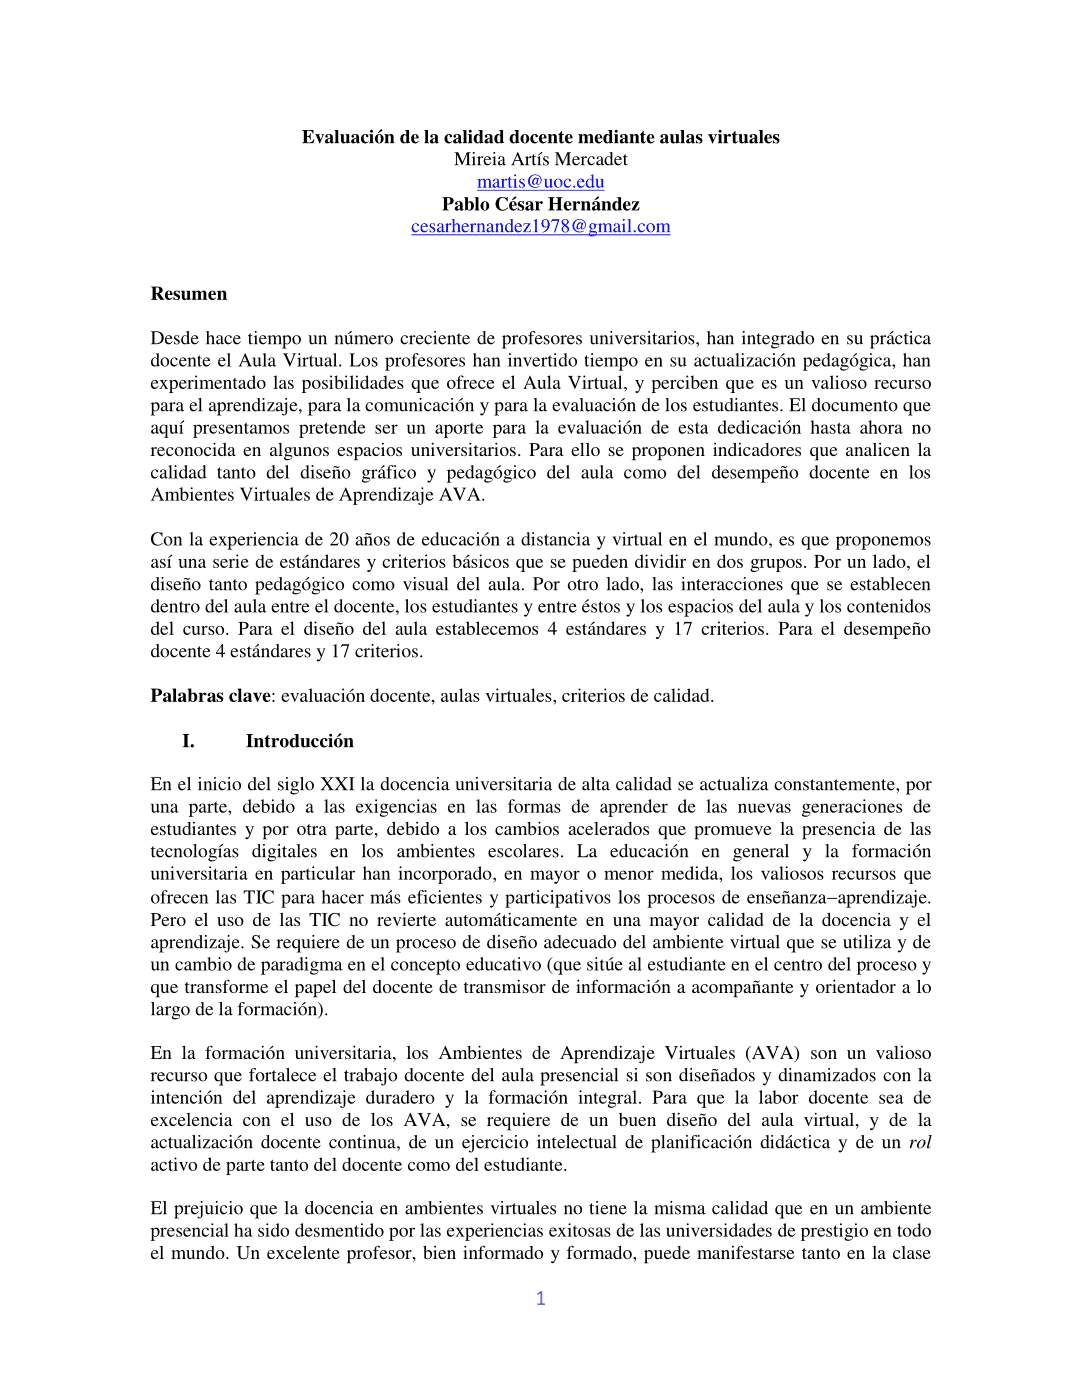 Evaluación de la calidad docente mediante aulas virtuales
Mireia Artís Mercadet
martis@uoc.edu
Pablo César Hernández
cesarhernandez1978@gmail.com
Resumen
Desde hace tiempo un número creciente de profesores universitarios, han integrado en su práctica
docente el Aula Virtual. Los profesores han invertido tiempo en su actualización pedagógica, han
experimentado las posibilidades que ofrece el Aula Virtual, y perciben que es un valioso recurso
para el aprendizaje, para la comunicación y para la evaluación de los estudiantes. El documento que
aquí presentamos pretende ser un aporte para la evaluación de esta dedicación hasta ahora no
reconocida en algunos espacios universitarios. Para ello se proponen indicadores que analicen la
calidad tanto del diseño gráfico y pedagógico del aula como del desempeño docente en los
Ambientes Virtuales de Aprendizaje AVA.
Con la experiencia de 20 años de educación a distancia y virtual en el mundo, es que proponemos
así una serie de estándares y criterios básicos que se pueden dividir en dos grupos. Por un lado, el
diseño tanto pedagógico como visual del aula. Por otro lado, las interacciones que se establecen
dentro del aula entre el docente, los estudiantes y entre éstos y los espacios del aula y los contenidos
del curso. Para el diseño del aula establecemos 4 estándares y 17 criterios. Para el desempeño
docente 4 estándares y 17 criterios.
Palabras clave: evaluación docente, aulas virtuales, criterios de calidad.
I. Introducción
En el inicio del siglo XXI la docencia universitaria de alta calidad se actualiza constantemente, por
una parte, debido a las exigencias en las formas de aprender de las nuevas generaciones de
estudiantes y por otra parte, debido a los cambios acelerados que promueve la presencia de las
tecnologías digitales en los ambientes escolares. La educación en general y la formación
universitaria en particular han incorporado, en mayor o menor medida, los valiosos recursos que
ofrecen las TIC para hacer más eficientes y participativos los procesos de enseñanza−aprendizaje.
Pero el uso de las TIC no revierte automáticamente en una mayor calidad de la docencia y el
aprendizaje. Se requiere de un proceso de diseño adecuado del ambiente virtual que se utiliza y de
un cambio de paradigma en el concepto educativo (que sitúe al estudiante en el centro del proceso y
que transforme el papel del docente de transmisor de información a acompañante y orientador a lo
largo de la formación).
En la formación universitaria, los Ambientes de Aprendizaje Virtuales (AVA) son un valioso
recurso que fortalece el trabajo docente del aula presencial si son diseñados y dinamizados con la
intención del aprendizaje duradero y la formación integral. Para que la labor docente sea de
excelencia con el uso de los AVA, se requiere de un buen diseño del aula virtual, y de la
actualización docente continua, de un ejercicio intelectual de planificación didáctica y de un rol
activo de parte tanto del docente como del estudiante.
El prejuicio que la docencia en ambientes virtuales no tiene la misma calidad que en un ambiente
presencial ha sido desmentido por las experiencias exitosas de las universidades de prestigio en todo
el mundo. Un excelente profesor, bien informado y formado, puede manifestarse tanto en la clase
1